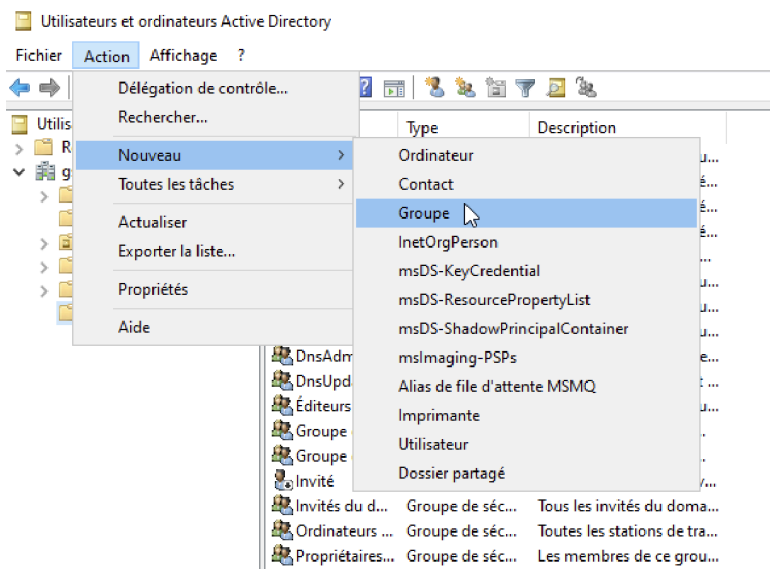 Utilisateurs et ordinateurs Active Directory
Fichier Action Affichage ?
Délégation de contrôle...
Rechercher...
Nouveau
Toutes les tâches
Actualiser
Exporter la liste...
Propriétés
Aide
Utilis
R
g
Type Description
Ordinateur
Contact
Groupe
InetOrgPerson
msDS-KeyCredential
msDS-ResourcePropertyList
msDS-ShadowPrincipalContainer
msImaging-PSPs
Alias de file d'attente MSMQ
Imprimante
Utilisateur
Dossier partagé
DnsAdm
DnsUpd
Éditeurs
Groupe
Groupe
Invité
Invités du d... Groupe de séc... Tous les invités du doma...
Ordinateurs ... Groupe de séc... Toutes les stations de tra...
Propriétaires... Groupe de séc... Les membres de ce grou...